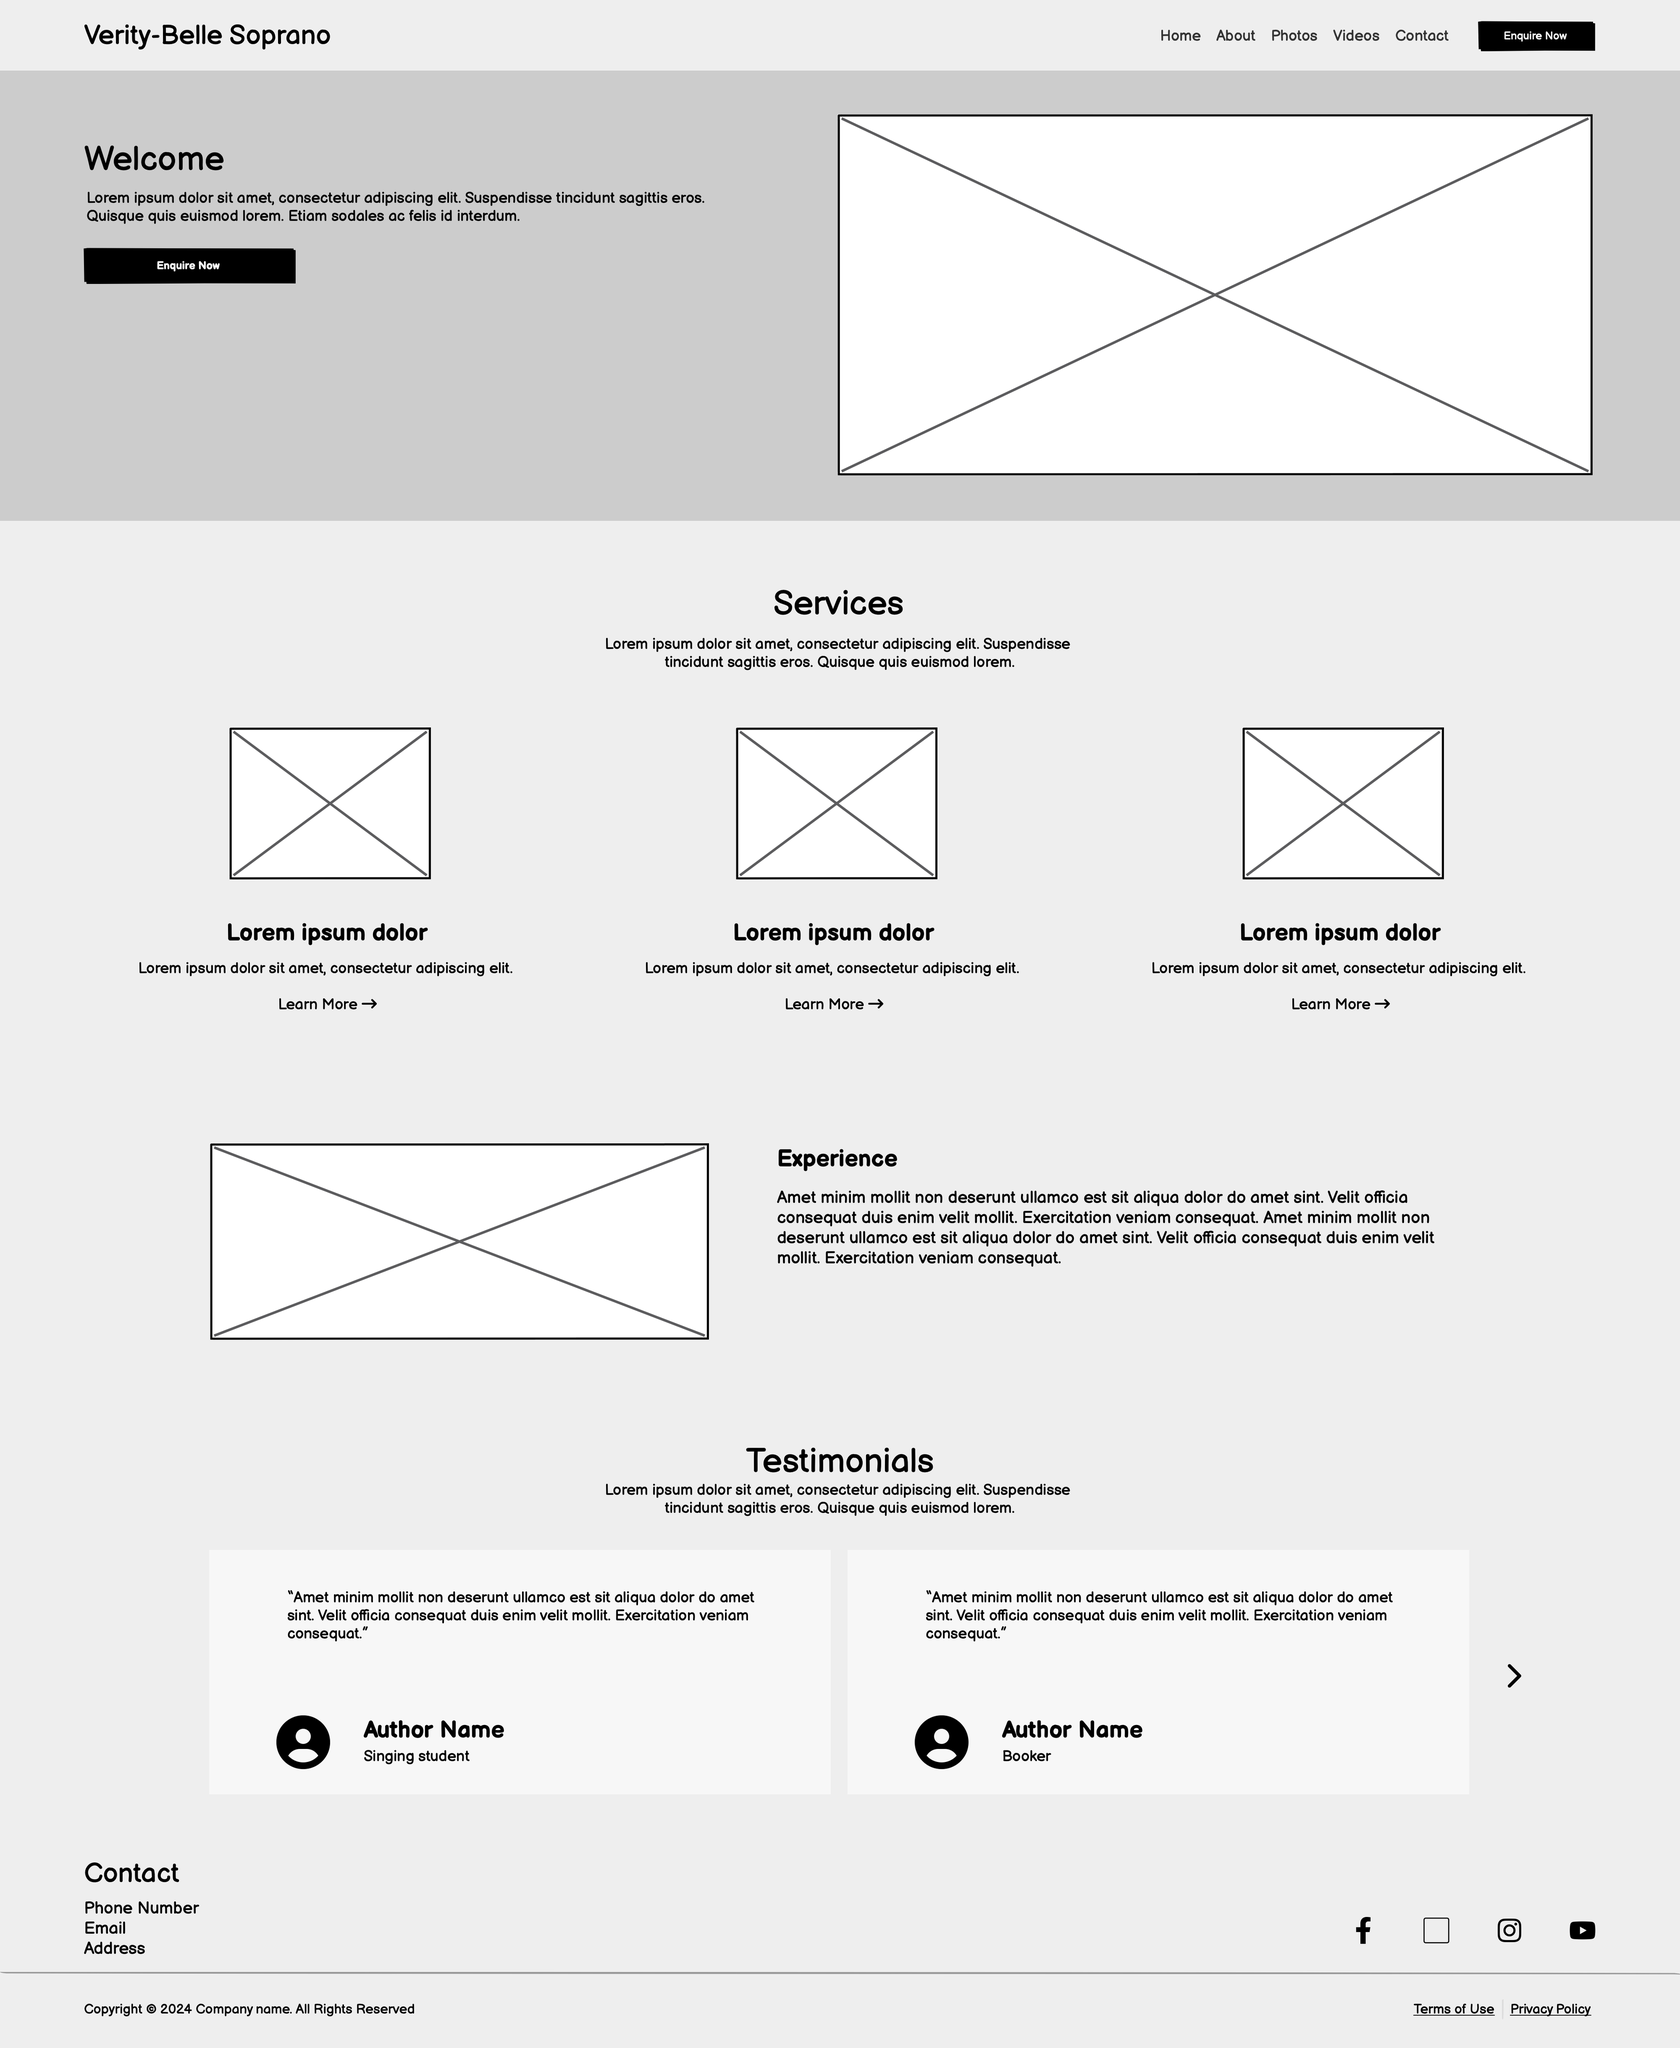 Verity-Belle Soprano
Home About Photos Videos Contact Enquire Now
Welcome
Lorem ipsum dolor sit amet, consectetur adipiscing elit. Suspendisse tincidunt sagittis eros.
Quisque quis euismod lorem. Etiam sodales ac felis id interdum.
Enquire Now
Services
Lorem ipsum dolor sit amet, consectetur adipiscing elit. Suspendisse
tincidunt sagittis eros. Quisque quis euismod lorem.
Lorem ipsum dolor
Lorem ipsum dolor sit amet, consectetur adipiscing elit.
Learn More →
Lorem ipsum dolor
Lorem ipsum dolor sit amet, consectetur adipiscing elit.
Learn More →
Lorem ipsum dolor
Lorem ipsum dolor sit amet, consectetur adipiscing elit.
Learn More →
Experience
Amet minim mollit non deserunt ullamco est sit aliqua dolor do amet sint. Velit officia
consequat duis enim velit mollit. Exercitation veniam consequat. Amet minim mollit non
deserunt ullamco est sit aliqua dolor do amet sint. Velit officia consequat duis enim velit
mollit. Exercitation veniam consequat.
Testimonials
Lorem ipsum dolor sit amet, consectetur adipiscing elit. Suspendisse
tincidunt sagittis eros. Quisque quis euismod lorem.
“Amet minim mollit non deserunt ullamco est sit aliqua dolor do amet
sint. Velit officia consequat duis enim velit mollit. Exercitation veniam
consequat.”
Author Name
Singing student
“Amet minim mollit non deserunt ullamco est sit aliqua dolor do amet
sint. Velit officia consequat duis enim velit mollit. Exercitation veniam
consequat.”
Author Name
Booker
Contact
Phone Number
Email
Address
Copyright © 2024 Company name. All Rights Reserved
Terms of Use Privacy Policy